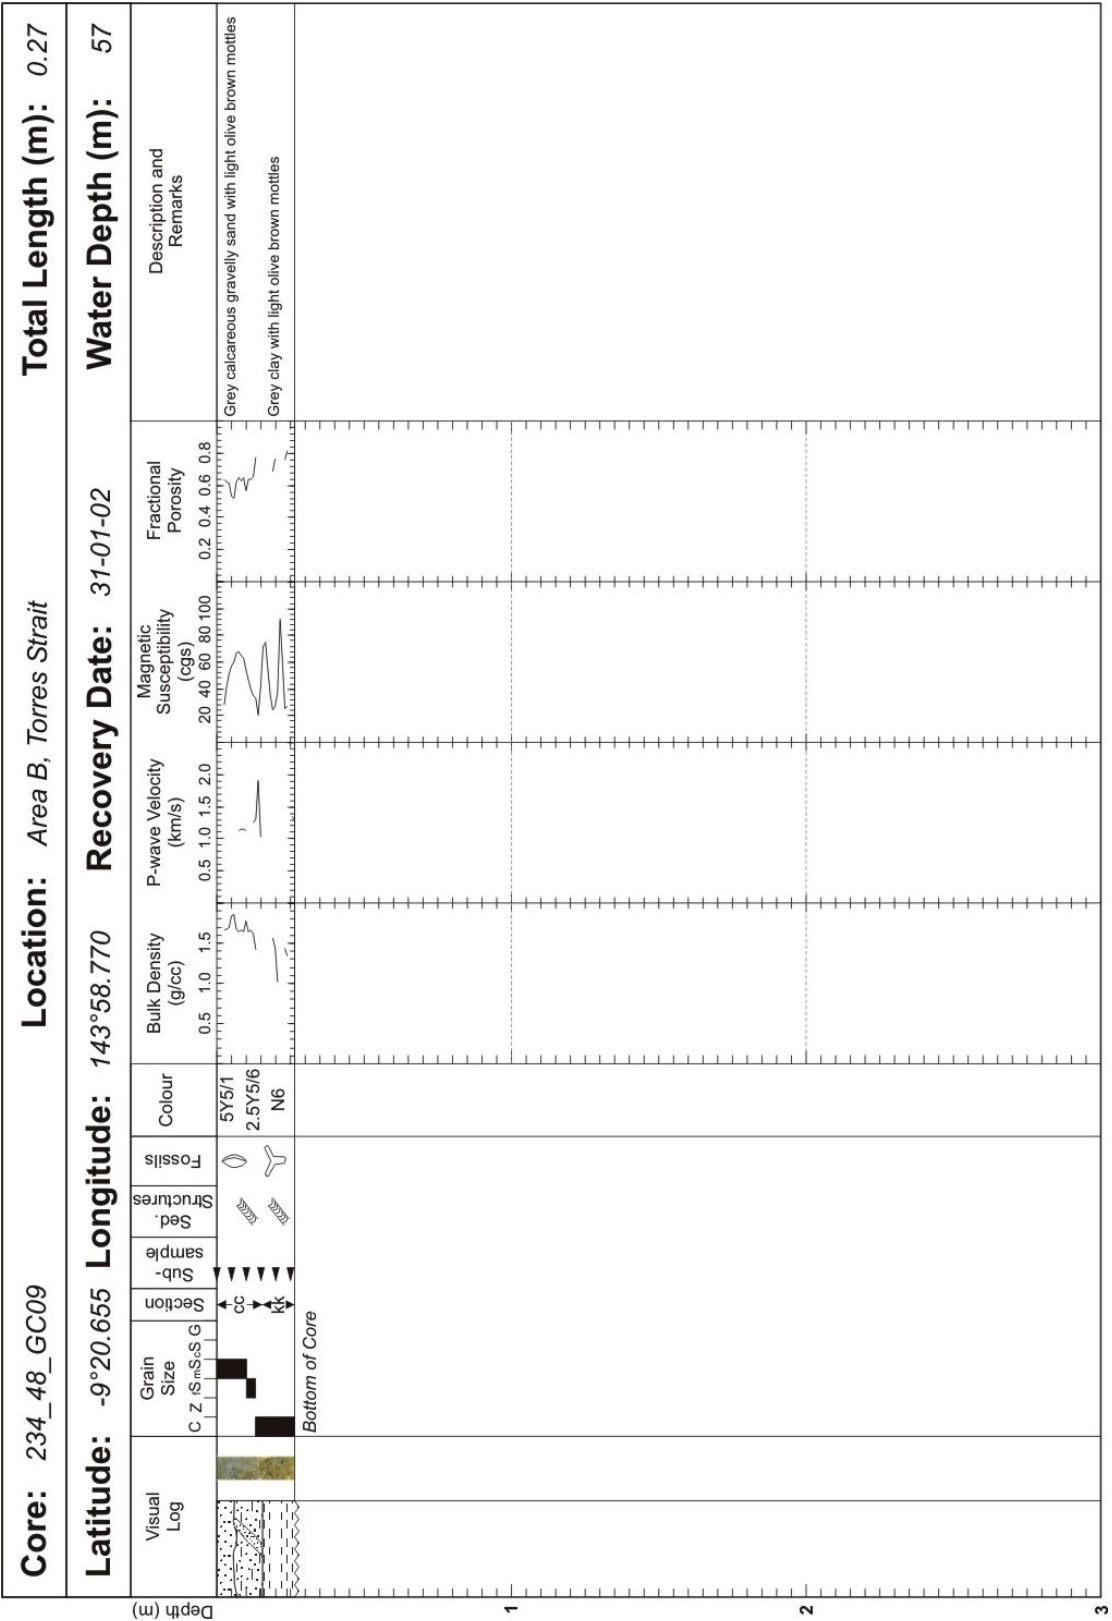 Core: 234_48_GC09 Location: Area B, Torres Strait Total Length (m): 0.27
Latitude: -9°20.655 Longitude: 143°58.770 Recovery Date: 31-01-02 Water Depth (m): 57
Depth (m)
Visual
Log
Grain
Size
C Z fS mS cS G
Section
Sub-
sample
Sed.
Structures
Fossils
Colour
Bulk Density
(g/cc)
0.5 1.0 1.5
P-wave Velocity
(km/s)
0.5 1.0 1.5 2.0
Magnetic
Susceptibility
(cgs)
20 40 60 80 100
Fractional
Porosity
0.2 0.4 0.6 0.8
Description and
Remarks
cc
kk
5Y5/1
2.5Y5/6
N6
Grey calcareous gravelly sand with light olive brown mottles
Grey clay with light olive brown mottles
Bottom of Core
1
2
3